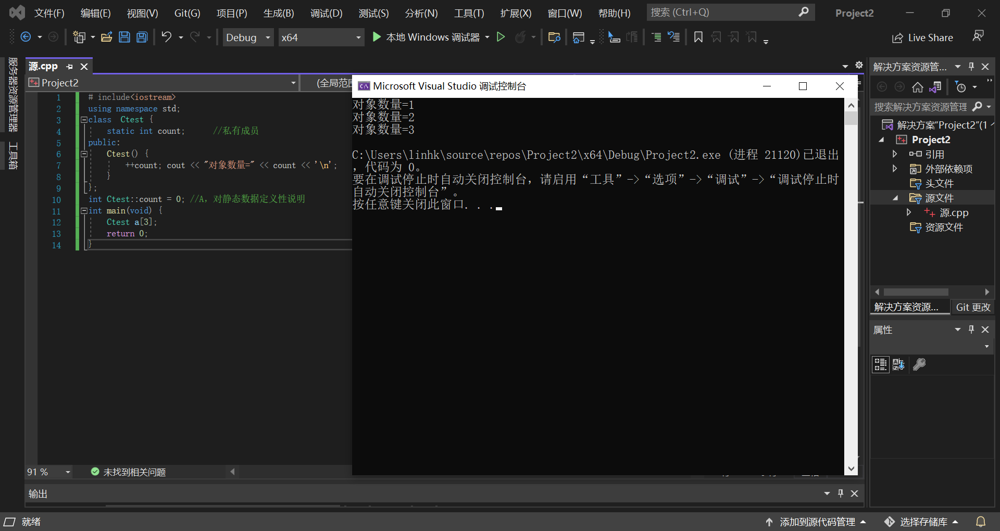 文件(F) 编辑(E) 视图(V) Git(G) 项目(P) 生成(B) 调试(D) 测试(S) 分析(N) 工具(T) 扩展(X) 窗口(W) 帮助(H) 搜索 (Ctrl+Q) Project2
Debug x64 本地 Windows 调试器 Live Share
服务器资源管理器
工具箱
源.cpp
Project2 (全局范围
1 # include<iostream>
2 using namespace std;
3 class  Ctest {
4 static int count; //私有成员
5 public:
6 Ctest() {
7 ++count; cout << "对象数量=" << count << '\n';
8 }
9 };
10 int Ctest::count = 0; //A，对静态数据定义性说明
11 int main(void) {
12 Ctest a[3];
13 return 0;
14 }
91 % 未找到相关问题
Microsoft Visual Studio 调试控制台
对象数量=1
对象数量=2
对象数量=3
C:\Users\linhk\source\repos\Project2\x64\Debug\Project2.exe (进程 21120)已退出
，代码为 0。
要在调试停止时自动关闭控制台，请启用“工具”->“选项”->“调试”->“调试停止时
自动关闭控制台”。
按任意键关闭此窗口. . .
解决方案资源管...
搜索解决方案资源管理
解决方案"Project2"(1
Project2
引用
外部依赖项
头文件
源文件
源.cpp
资源文件
解决方案资源... Git 更改
属性
输出
就绪 添加到源代码管理 选择存储库